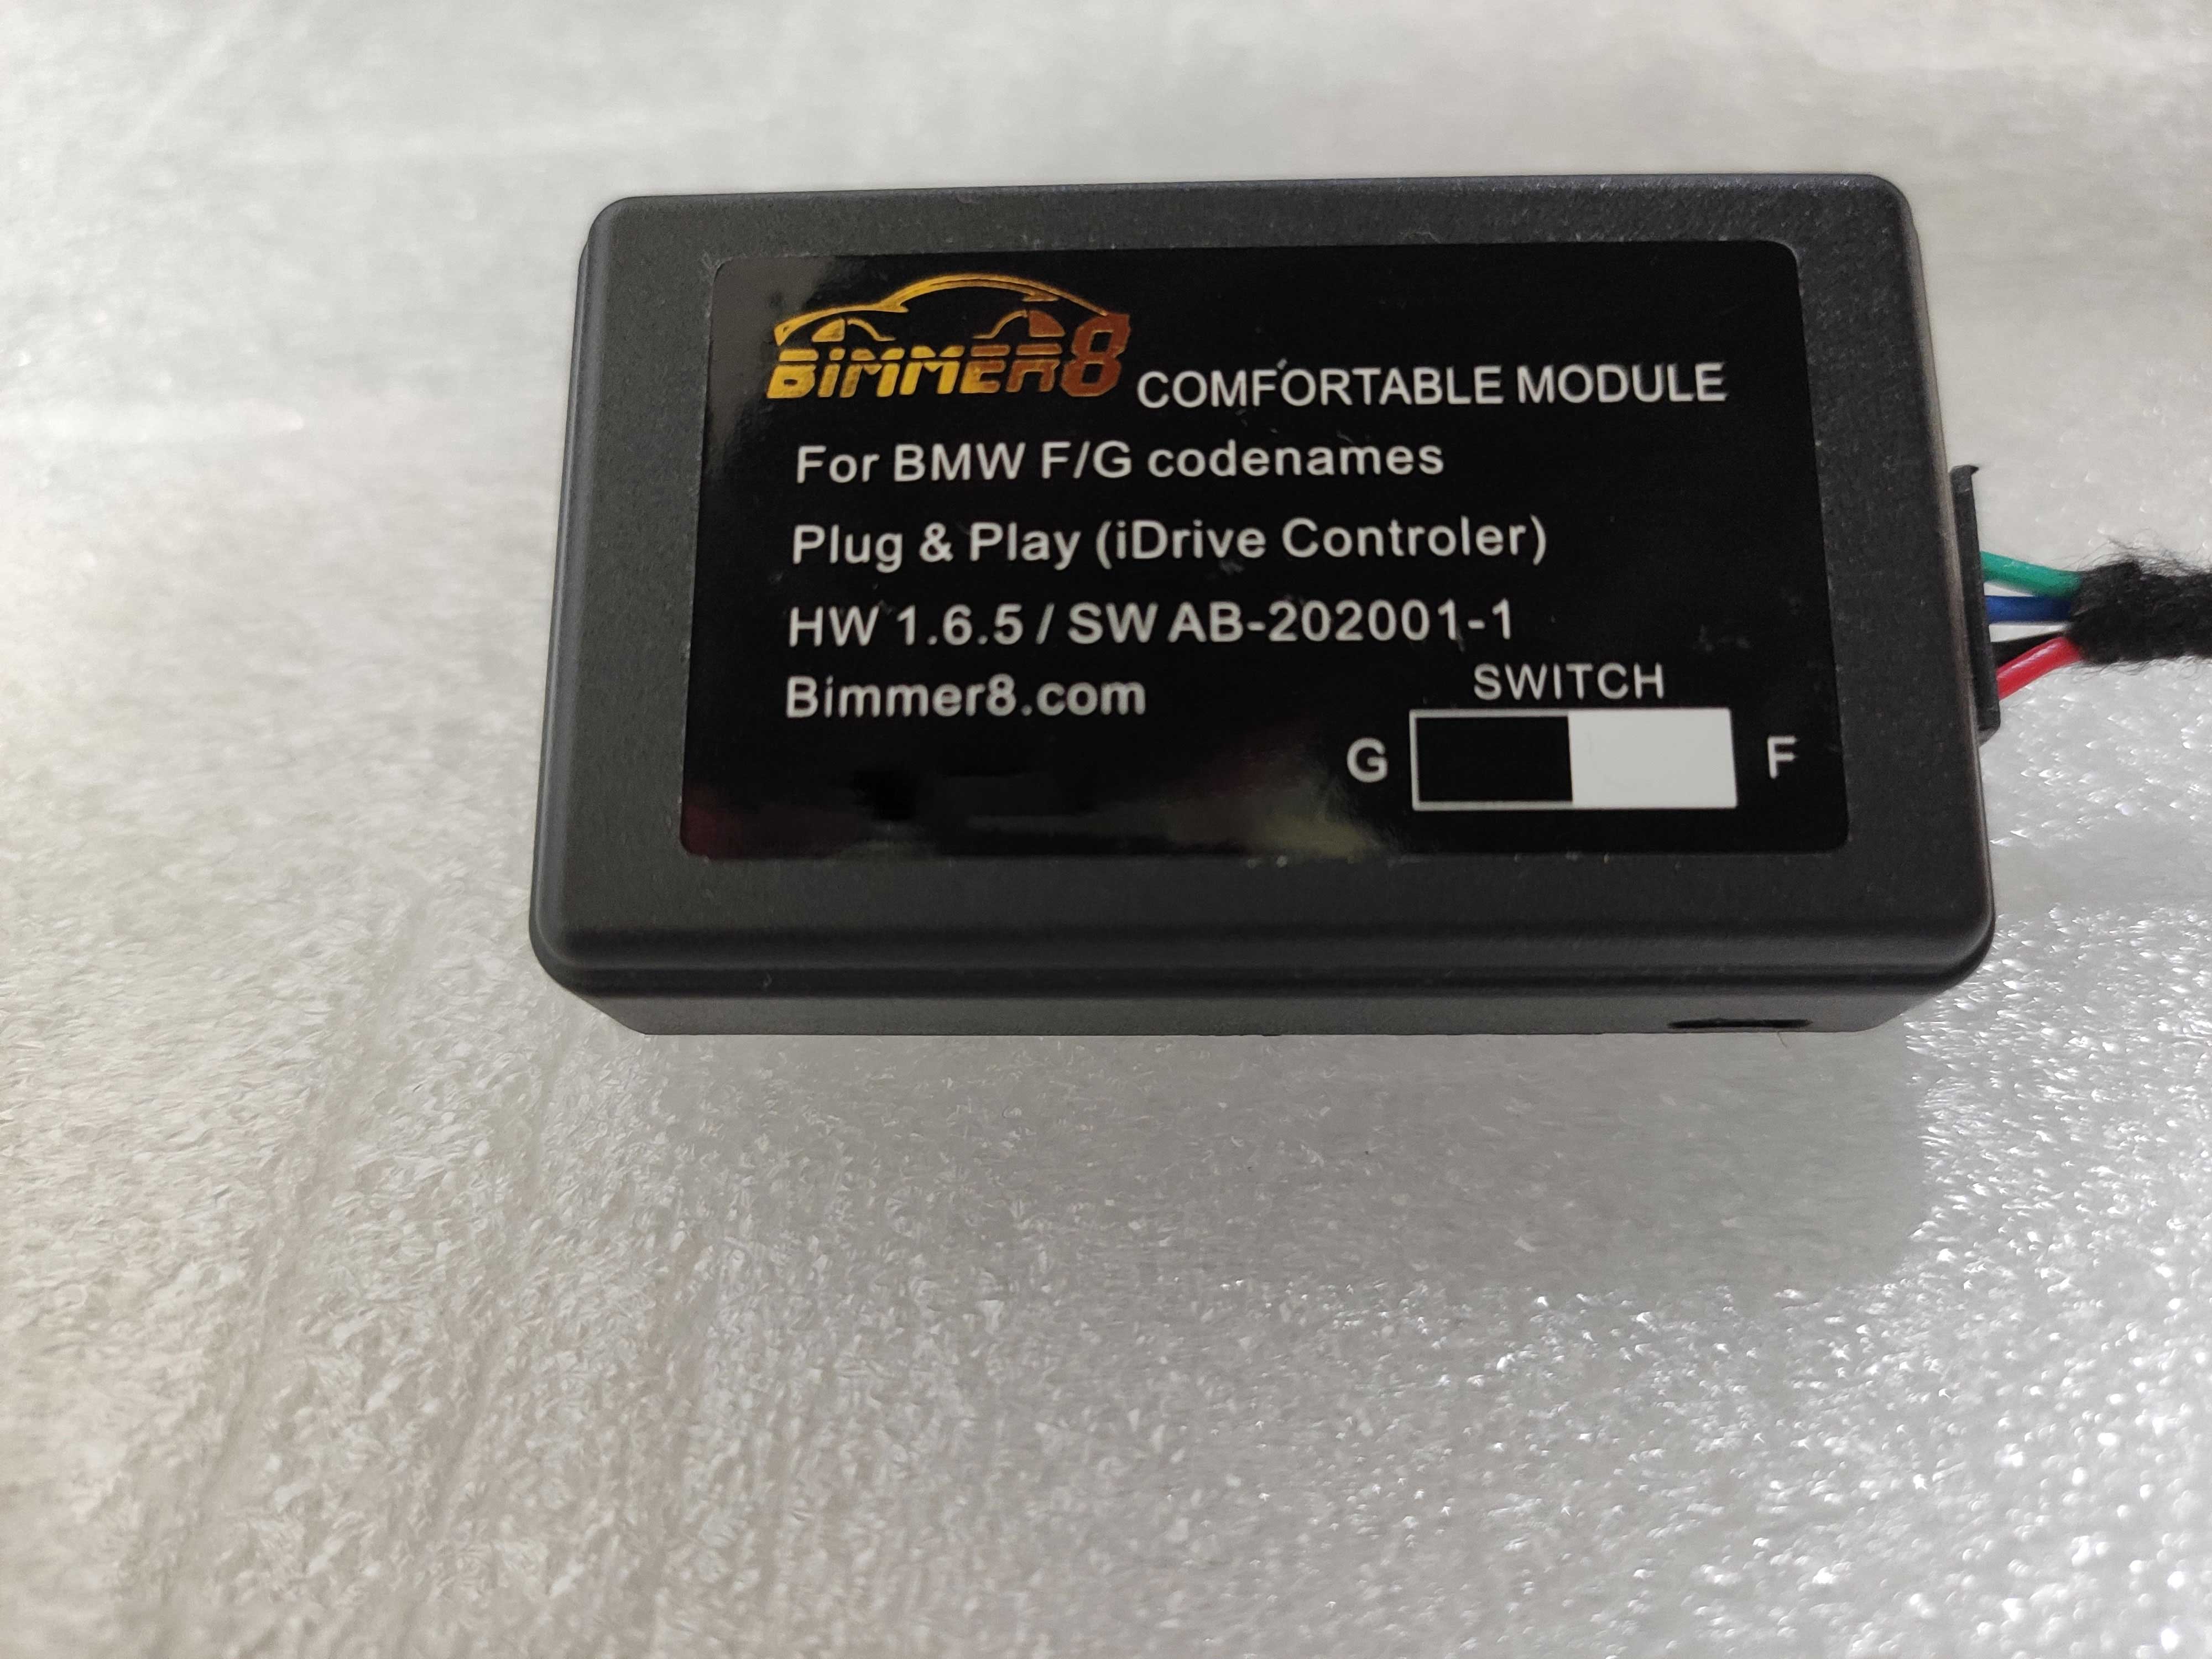 BiMMER8 COMFORTABLE MODULE
For BMW F/G codenames
Plug & Play (iDrive Controler)
HW 1.6.5 / SW AB-202001-1
Bimmer8.com
SWITCH
G F